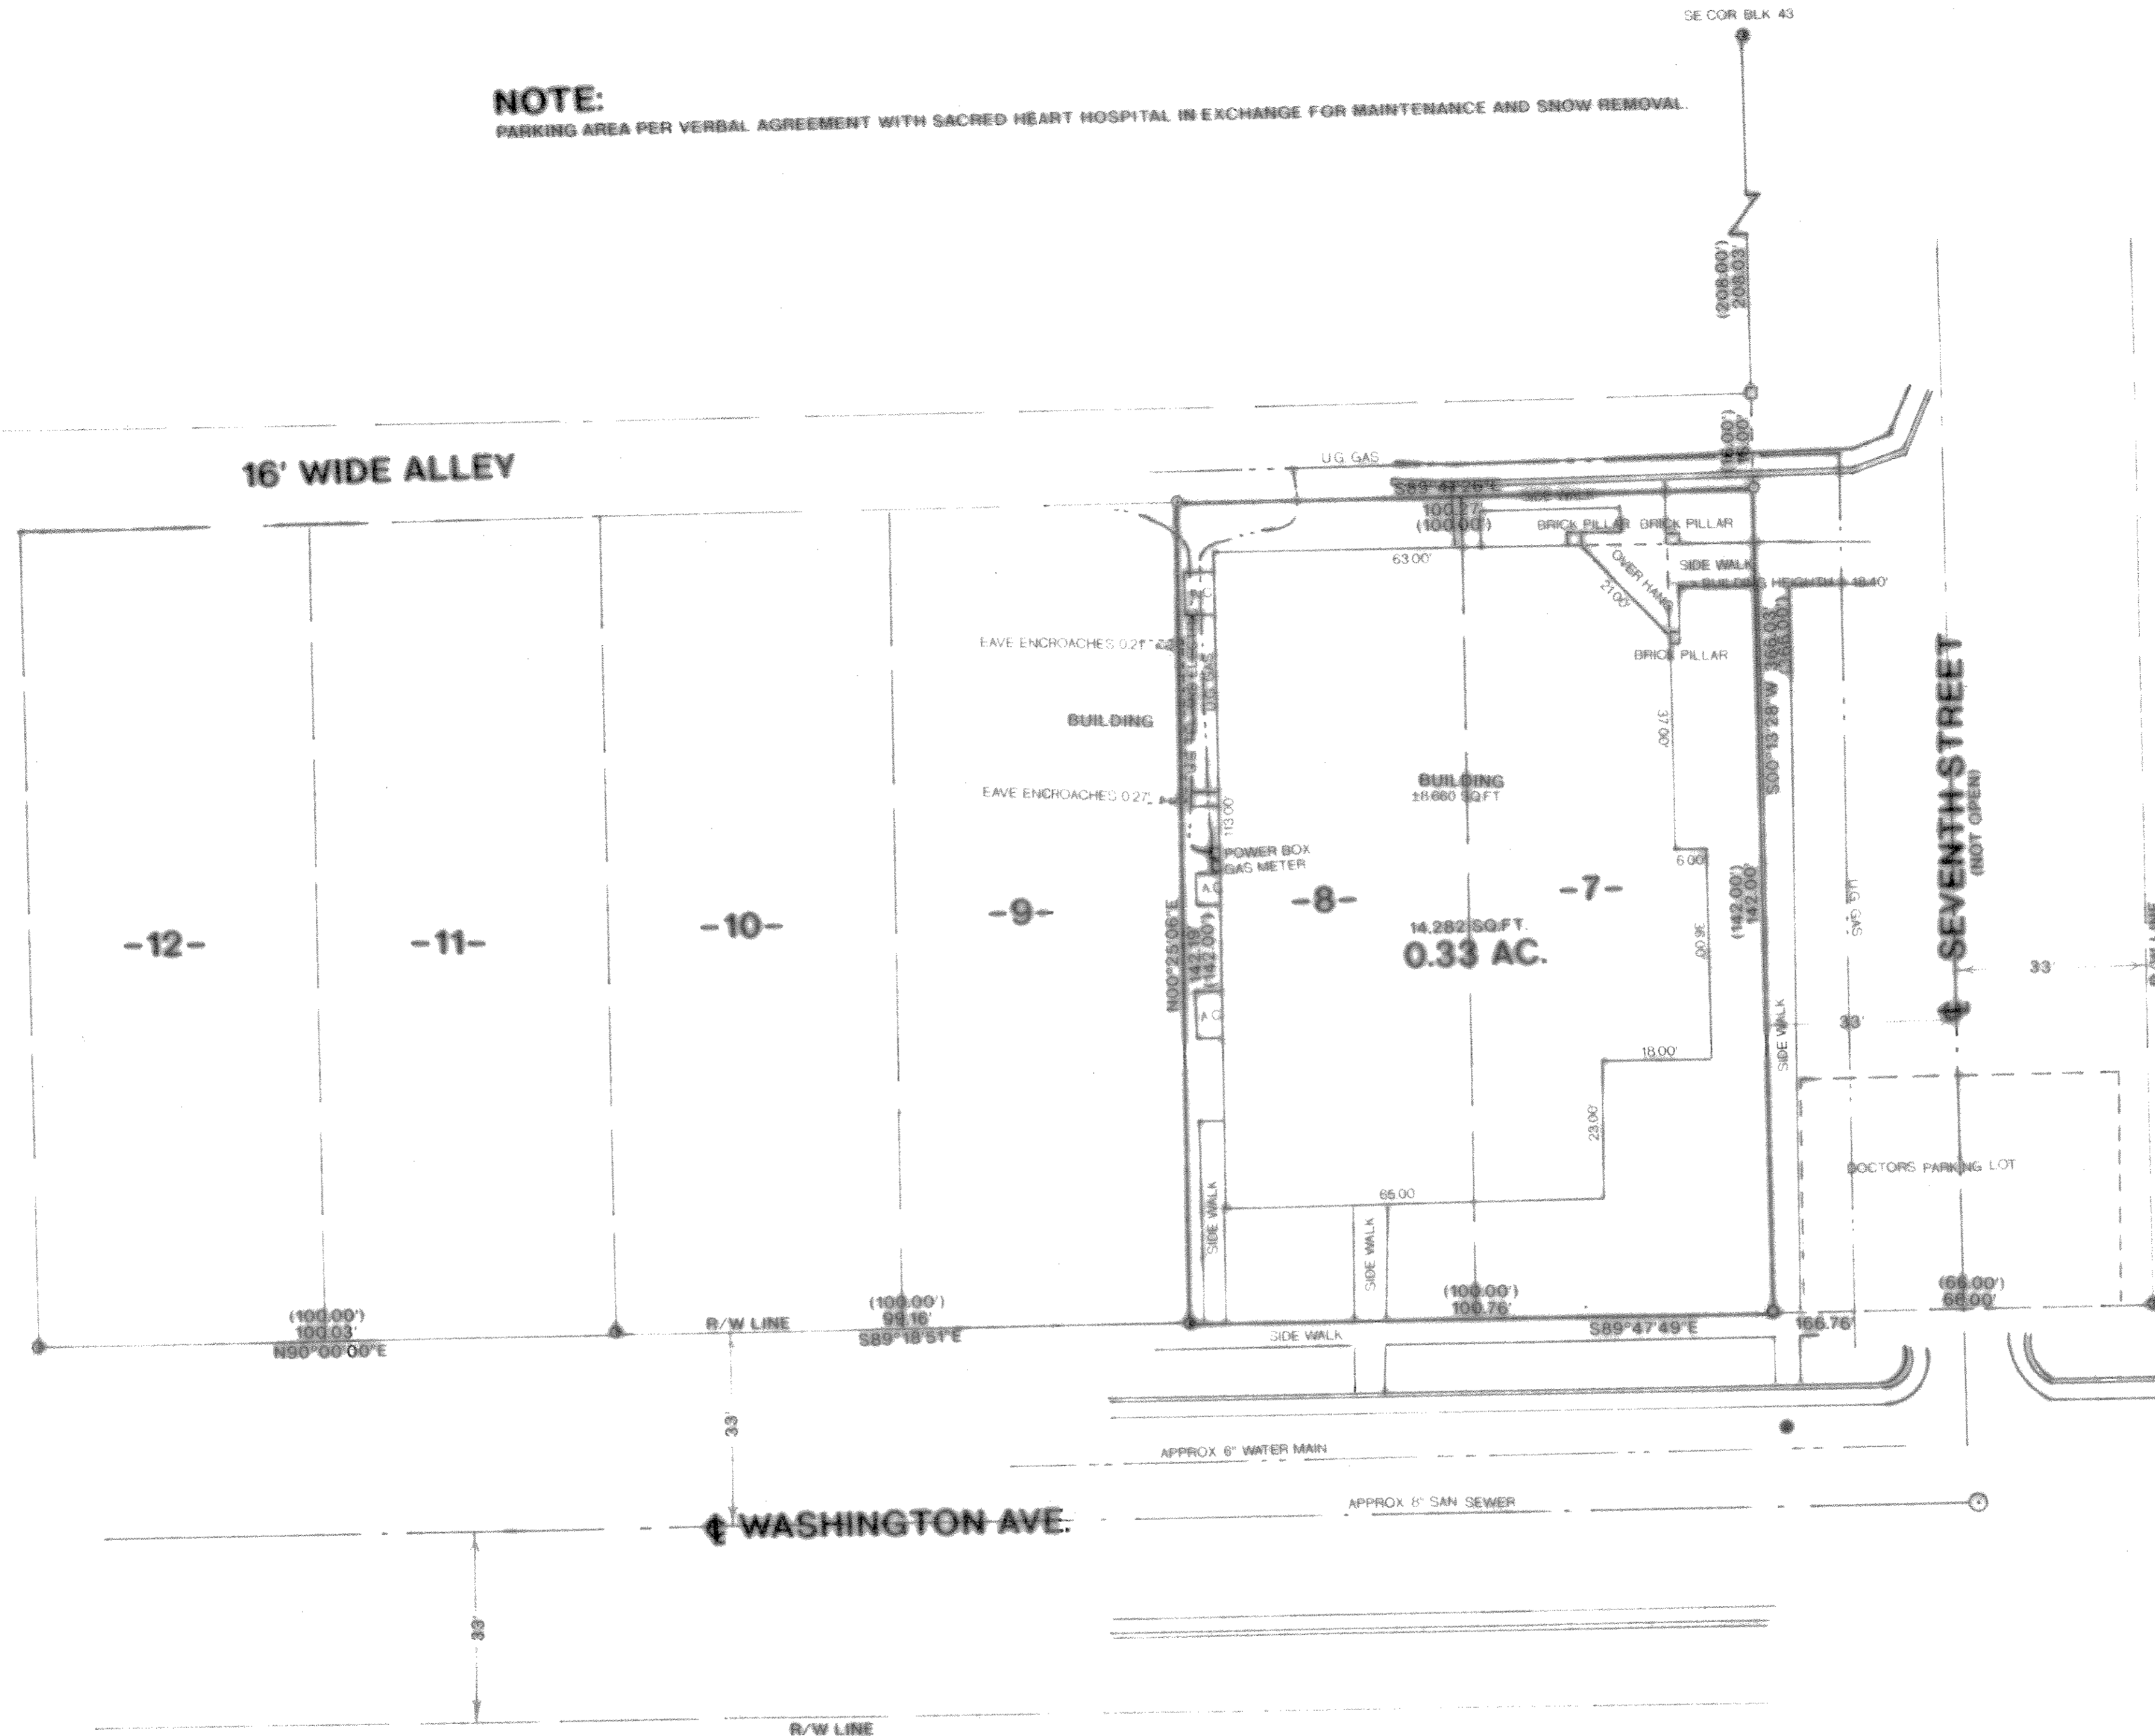 SE COR BLK 43
NOTE:
PARKING AREA PER VERBAL AGREEMENT WITH SACRED HEART HOSPITAL IN EXCHANGE FOR MAINTENANCE AND SNOW REMOVAL.
(208.00')
208.03'
16' WIDE ALLEY
U.G. GAS
(16.00')
16.00'
SIDE WALK
100.27'
(100.00')
BRICK PILLAR
BRICK PILLAR
63.00'
OVER HANG
21.00'
SIDE WALK
BUILDING HEIGHTH = 18.40'
EAVE ENCROACHES 0.21'
U.G. GAS
BRICK PILLAR
S00°13'28"W 366.03'
(366.00')
BUILDING
37.00'
SEVENTH STREET
(NOT OPEN)
BUILDING
±8,660 SQ.FT
EAVE ENCROACHES 0.27'
113.00'
POWER BOX
GAS METER
6.00'
A.C.
-12-
-11-
-10-
-9-
-8-
-7-
14,282 SQ.FT.
0.33 AC.
N00°25'06"E
142.19'
(142.00')
36.00'
(142.00')
142.00'
U.G. GAS
33'
R/W LINE
A.C.
33'
18.00'
SIDE WALK
23.00'
DOCTORS PARKING LOT
65.00
SIDE WALK
SIDE WALK
(100.00')
100.03'
N90°00'00"E
R/W LINE
(100.00')
99.16'
S89°18'51"E
(100.00')
100.76'
S89°47'49"E
166.76'
(66.00')
66.00'
SIDE WALK
33'
APPROX 6" WATER MAIN
APPROX 8" SAN SEWER
℄ WASHINGTON AVE.
33'
R/W LINE